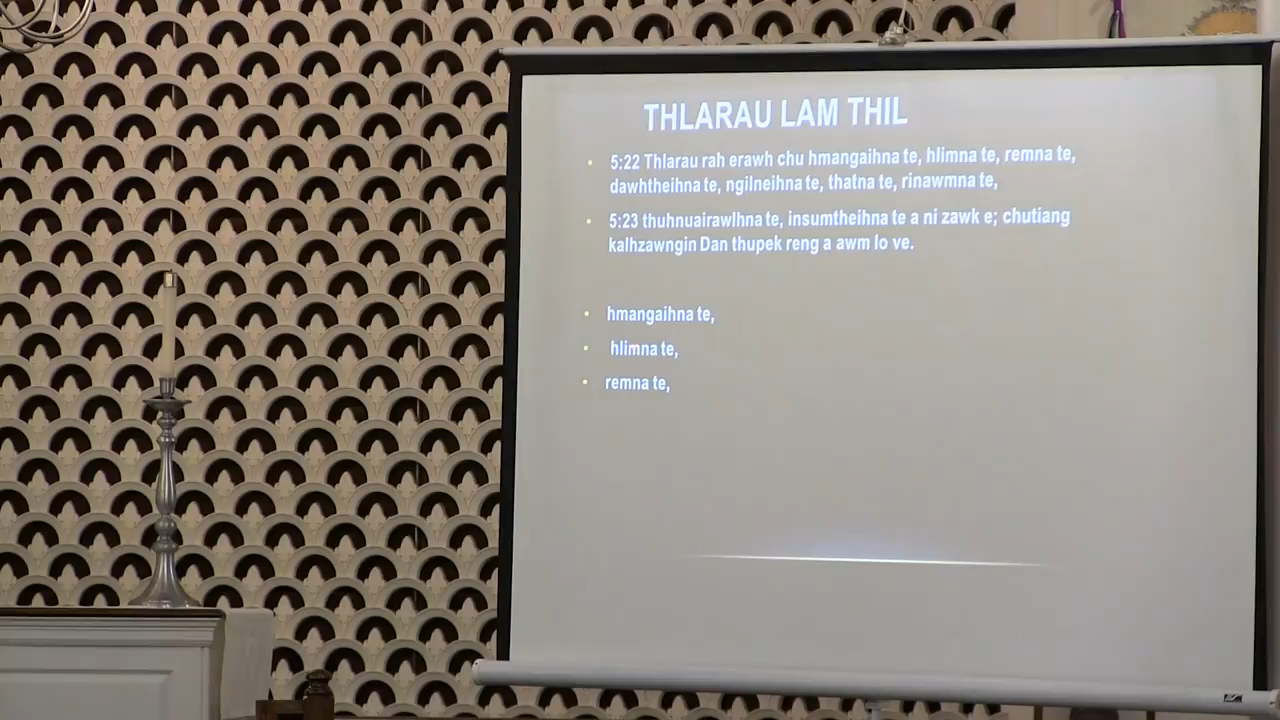 THLARAU LAM THIL
• 5:22 Thlarau rah erawh chu hmangaihna te, hlimna te, remna te,
dawhtheihna te, ngilneihna te, thatna te, rinawmna te,
• 5:23 thuhnuairawlhna te, insumtheihna te a ni zawk e; chutiang
kalhzawngin Dan thupek reng a awm lo ve.
• hmangaihna te,
• hlimna te,
• remna te,